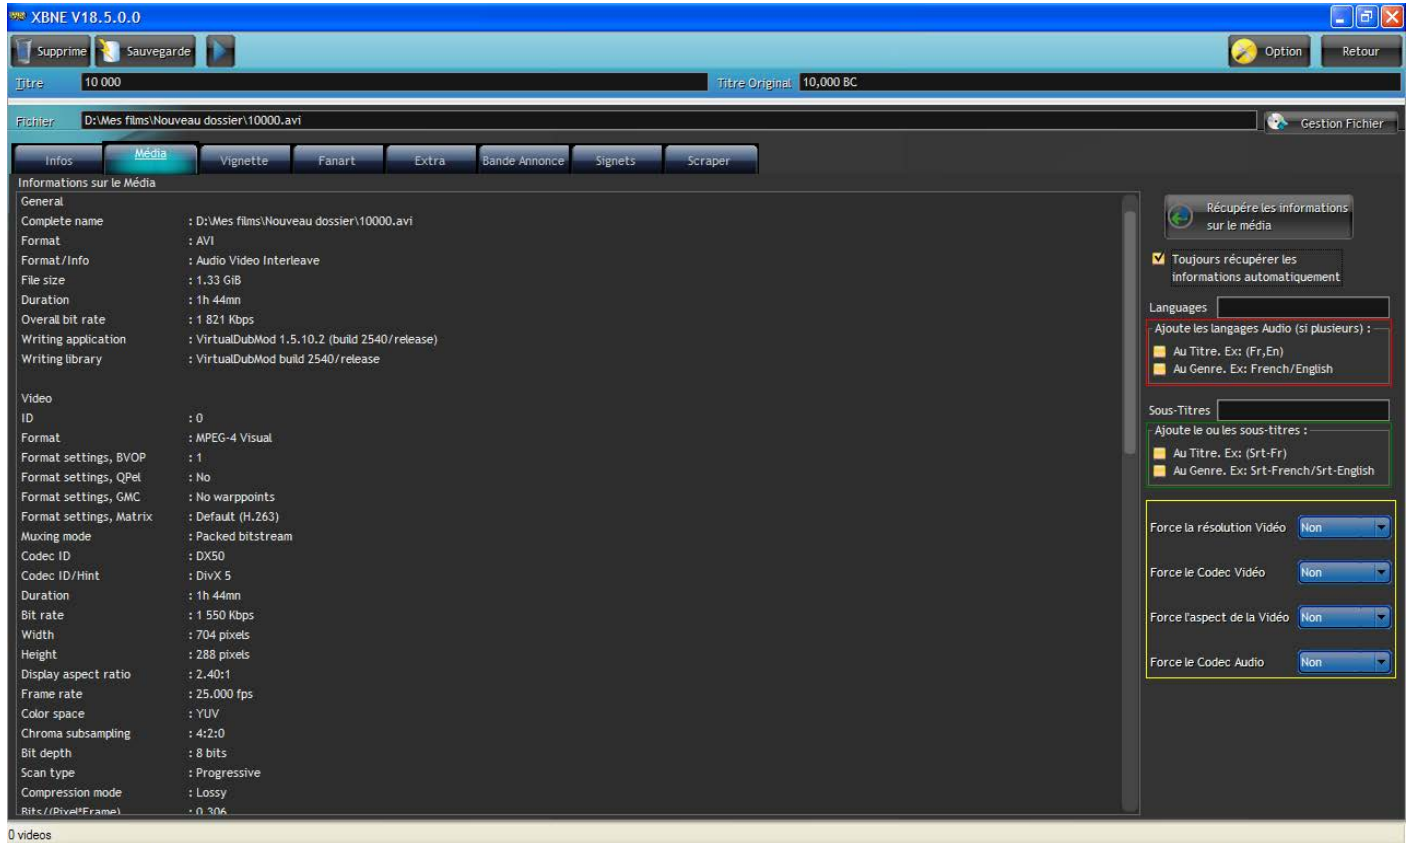 XBNE V18.5.0.0
Supprime Sauvegarde Option Retour
Titre 10 000 Titre Original 10,000 BC
Fichier D:\Mes films\Nouveau dossier\10000.avi Gestion Fichier
Infos Média Vignette Fanart Extra Bande Annonce Signets Scraper
Informations sur le Média
General
Complete name : D:\Mes films\Nouveau dossier\10000.avi
Format : AVI
Format/Info : Audio Video Interleave
File size : 1.33 GiB
Duration : 1h 44mn
Overall bit rate : 1 821 Kbps
Writing application : VirtualDubMod 1.5.10.2 (build 2540/release)
Writing library : VirtualDubMod build 2540/release
Video
ID : 0
Format : MPEG-4 Visual
Format settings, BVOP : 1
Format settings, QPel : No
Format settings, GMC : No warppoints
Format settings, Matrix : Default (H.263)
Muxing mode : Packed bitstream
Codec ID : DX50
Codec ID/Hint : DivX 5
Duration : 1h 44mn
Bit rate : 1 550 Kbps
Width : 704 pixels
Height : 288 pixels
Display aspect ratio : 2.40:1
Frame rate : 25.000 fps
Color space : YUV
Chroma subsampling : 4:2:0
Bit depth : 8 bits
Scan type : Progressive
Compression mode : Lossy
Bits/(Pixel*Frame) : 0.306
Récupére les informations
sur le média
Toujours récupérer les
informations automatiquement
Languages
Ajoute les langages Audio (si plusieurs) :
Au Titre. Ex: (Fr,En)
Au Genre. Ex: French/English
Sous-Titres
Ajoute le ou les sous-titres :
Au Titre. Ex: (Srt-Fr)
Au Genre. Ex: Srt-French/Srt-English
Force la résolution Vidéo Non
Force le Codec Vidéo Non
Force l'aspect de la Vidéo Non
Force le Codec Audio Non
0 videos